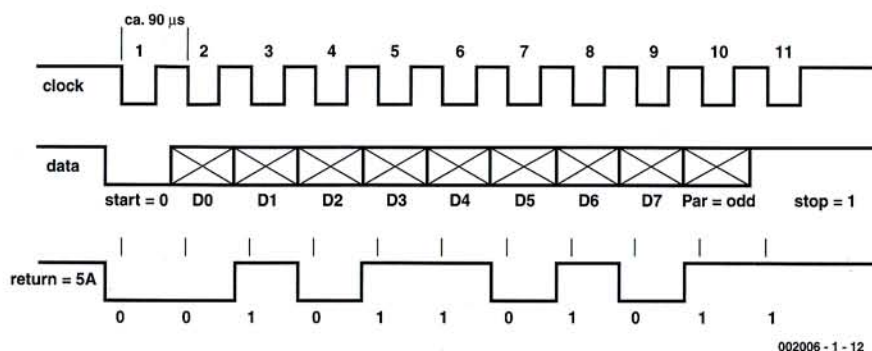 ca. 90 µs
1 2 3 4 5 6 7 8 9 10 11
clock
data
start = 0 D0 D1 D2 D3 D4 D5 D6 D7 Par = odd stop = 1
return = 5A
0 0 1 0 1 1 0 1 0 1 1
002006 - 1 - 12